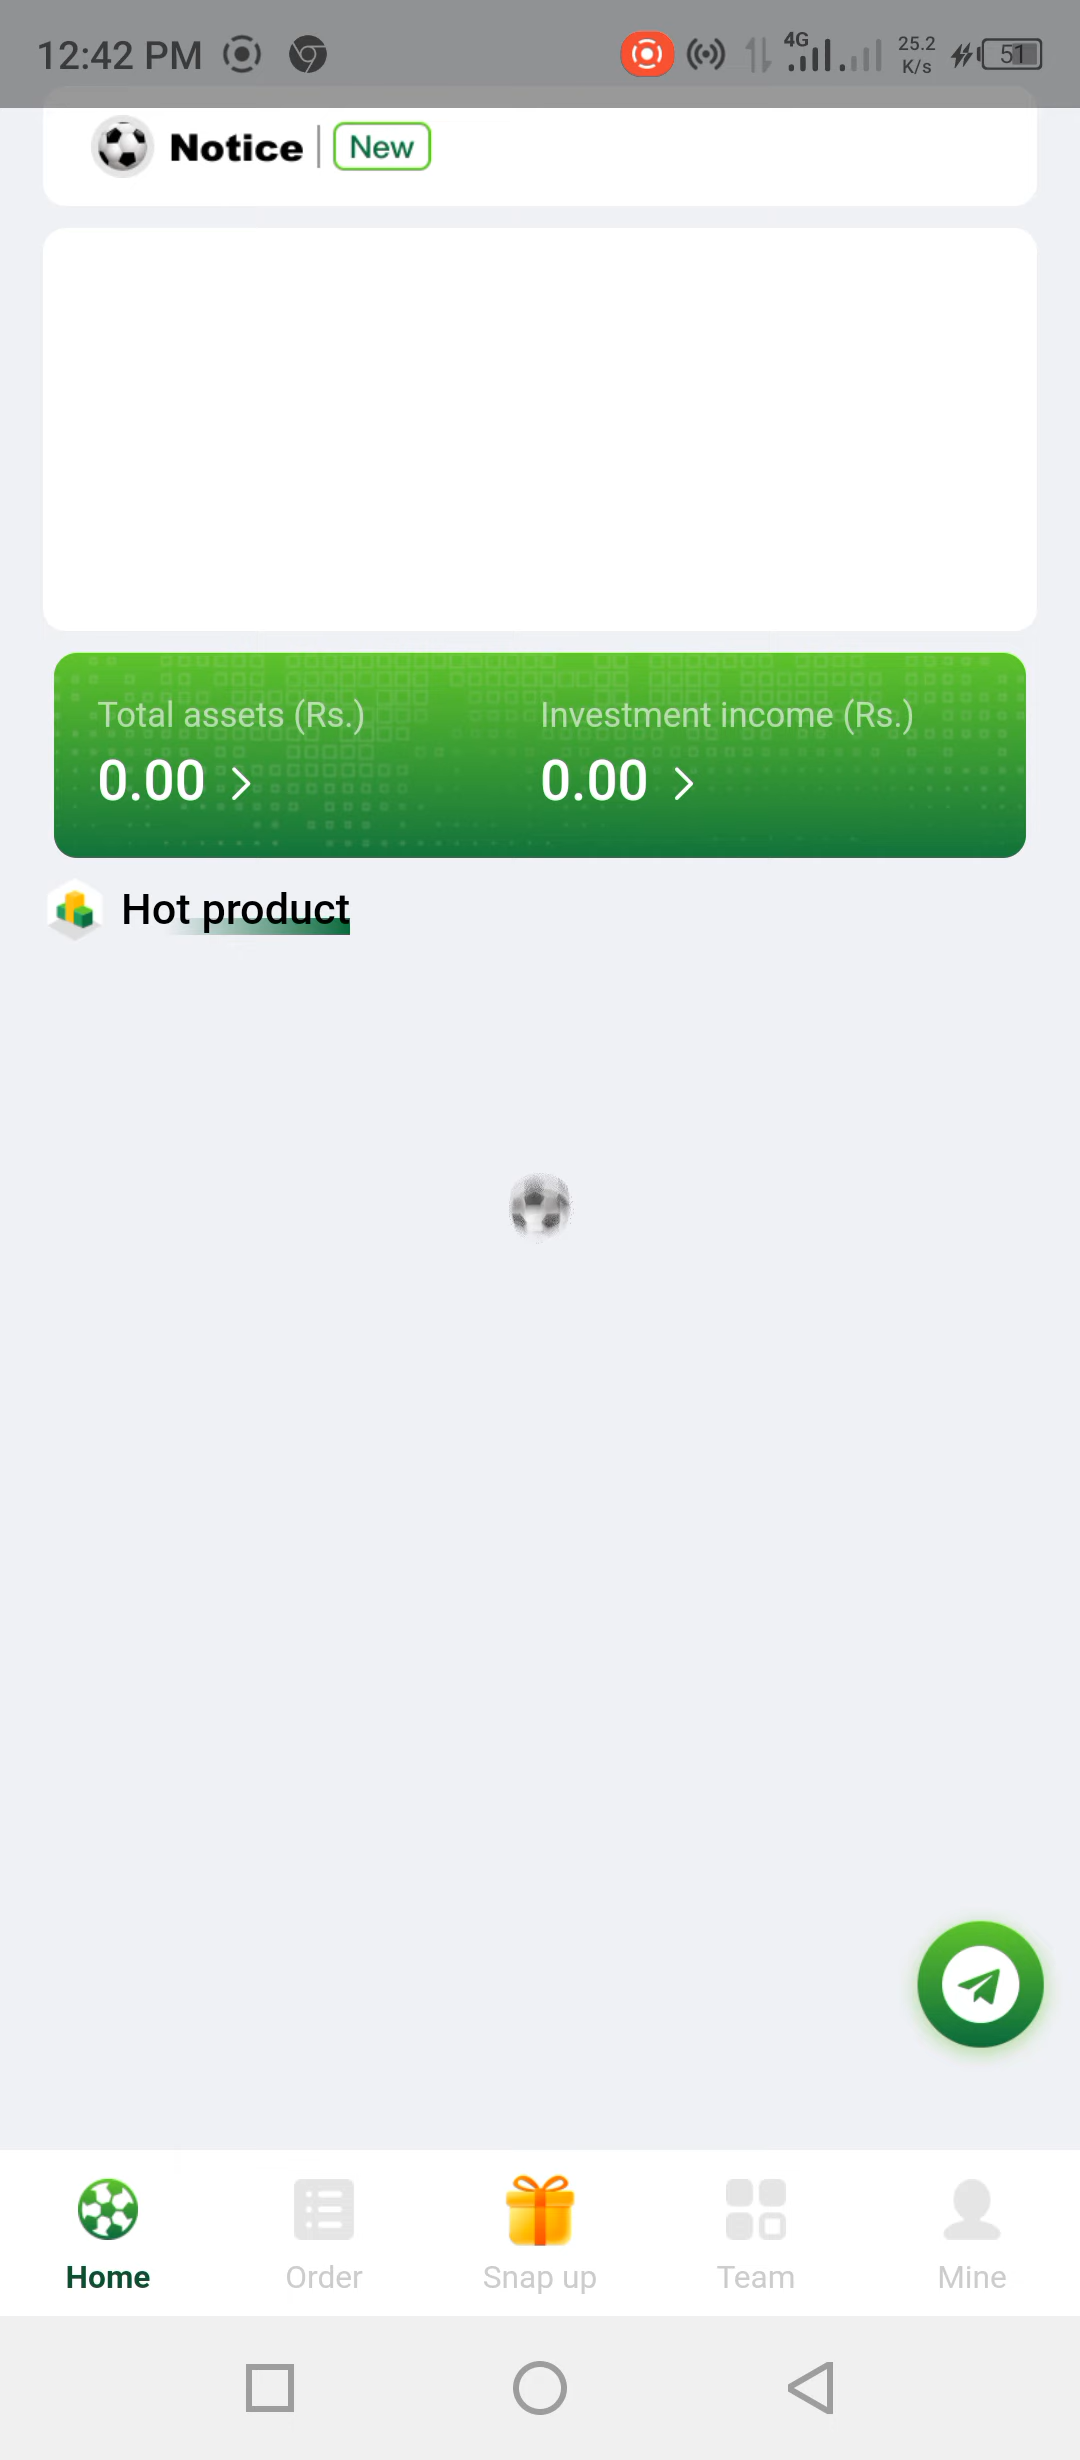 12:42 PM
4G
25.2
K/s
51
Notice
New
Total assets (Rs.)
Investment income (Rs.)
0.00 >
0.00 >
Hot product
Home
Order
Snap up
Team
Mine